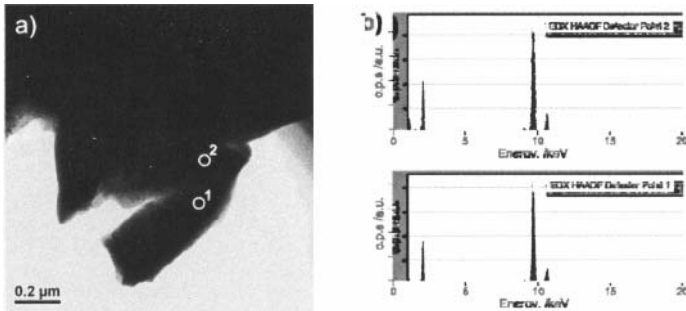 a)
2
1
0.2 µm
b)
EDX HAADF Detector Point 2
c.p.s /a.u.
0
5
10
15
20
Energy, /keV
EDX HAADF Detector Point 1
c.p.s /a.u.
0
5
10
15
20
Energy, /keV